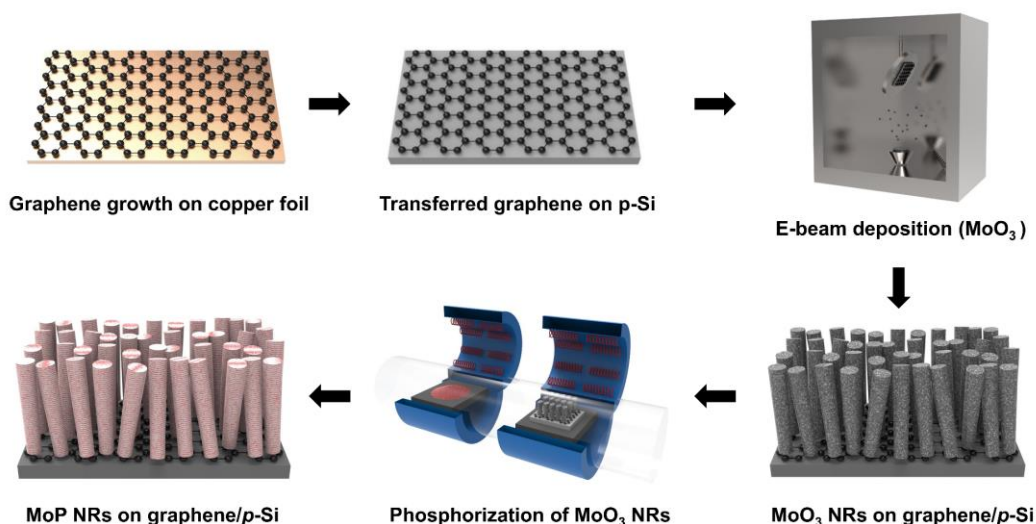 Graphene growth on copper foil
Transferred graphene on p-Si
E-beam deposition (MoO₃)
MoP NRs on graphene/p-Si
Phosphorization of MoO₃ NRs
MoO₃ NRs on graphene/p-Si